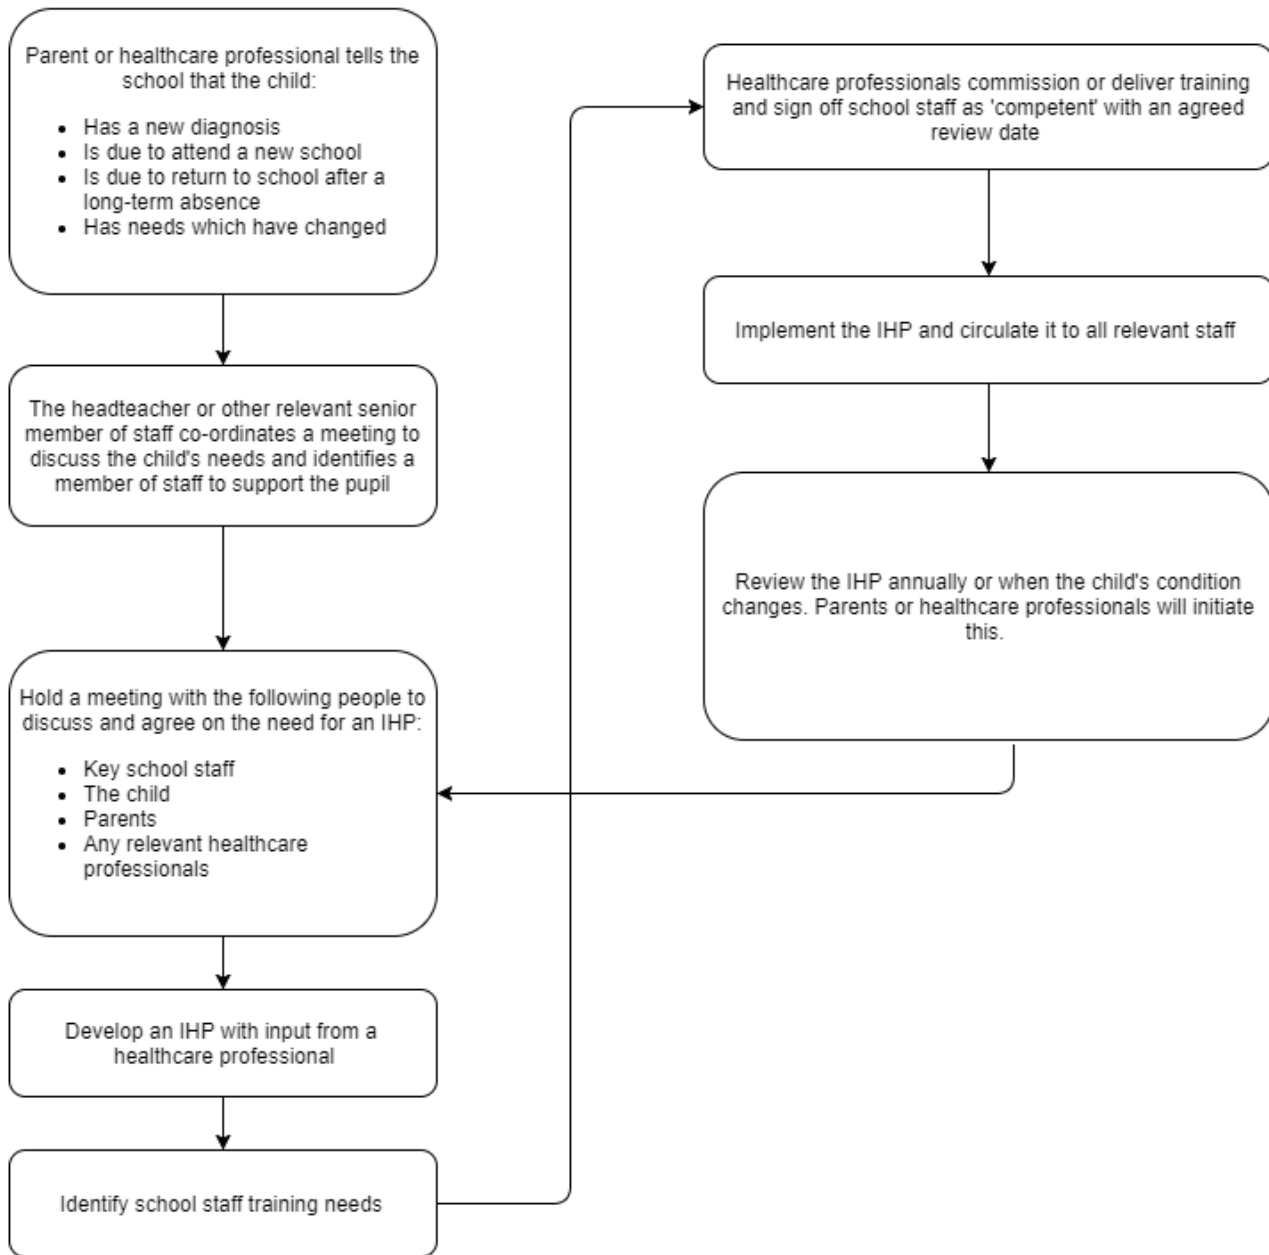 Parent or healthcare professional tells the
school that the child:
• Has a new diagnosis
• Is due to attend a new school
• Is due to return to school after a
long-term absence
• Has needs which have changed
The headteacher or other relevant senior
member of staff co-ordinates a meeting to
discuss the child's needs and identifies a
member of staff to support the pupil
Hold a meeting with the following people to
discuss and agree on the need for an IHP:
• Key school staff
• The child
• Parents
• Any relevant healthcare
professionals
Develop an IHP with input from a
healthcare professional
Identify school staff training needs
Healthcare professionals commission or deliver training
and sign off school staff as 'competent' with an agreed
review date
Implement the IHP and circulate it to all relevant staff
Review the IHP annually or when the child's condition
changes. Parents or healthcare professionals will initiate
this.